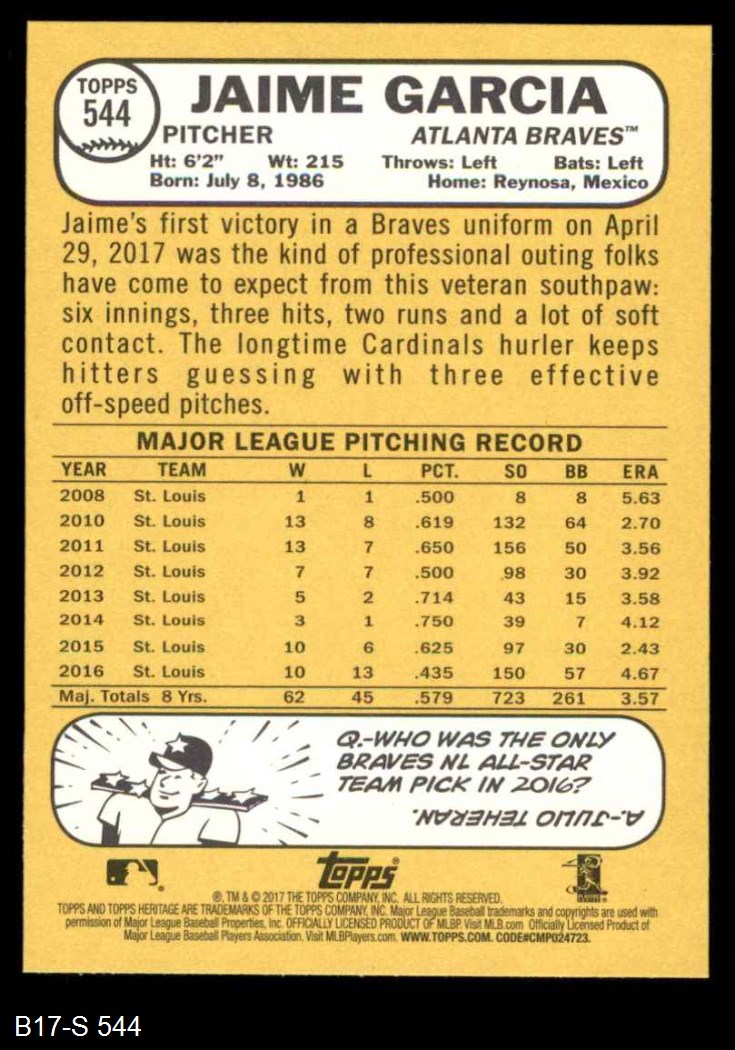 TOPPS
544
JAIME GARCIA
PITCHER ATLANTA BRAVES™
Ht: 6'2" Wt: 215 Throws: Left Bats: Left
Born: July 8, 1986 Home: Reynosa, Mexico
Jaime's first victory in a Braves uniform on April
29, 2017 was the kind of professional outing folks
have come to expect from this veteran southpaw:
six innings, three hits, two runs and a lot of soft
contact. The longtime Cardinals hurler keeps
hitters guessing with three effective
off-speed pitches.
MAJOR LEAGUE PITCHING RECORD
YEAR TEAM W L PCT. SO BB ERA
2008 St. Louis 1 1 .500 8 8 5.63
2010 St. Louis 13 8 .619 132 64 2.70
2011 St. Louis 13 7 .650 156 50 3.56
2012 St. Louis 7 7 .500 98 30 3.92
2013 St. Louis 5 2 .714 43 15 3.58
2014 St. Louis 3 1 .750 39 7 4.12
2015 St. Louis 10 6 .625 97 30 2.43
2016 St. Louis 10 13 .435 150 57 4.67
Maj. Totals 8 Yrs. 62 45 .579 723 261 3.57
Q.-WHO WAS THE ONLY
BRAVES NL ALL-STAR
TEAM PICK IN 2016?
A.-JULIO TEHERAN.
topps®
®, TM & © 2017 THE TOPPS COMPANY, INC. ALL RIGHTS RESERVED.
TOPPS AND TOPPS HERITAGE ARE TRADEMARKS OF THE TOPPS COMPANY, INC. Major League Baseball trademarks and copyrights are used with
permission of Major League Baseball Properties, Inc. OFFICIALLY LICENSED PRODUCT OF MLBP. Visit MLB.com Officially Licensed Product of
Major League Baseball Players Association. Visit MLBPlayers.com. WWW.TOPPS.COM. CODE#CMP024723.
B17-S 544